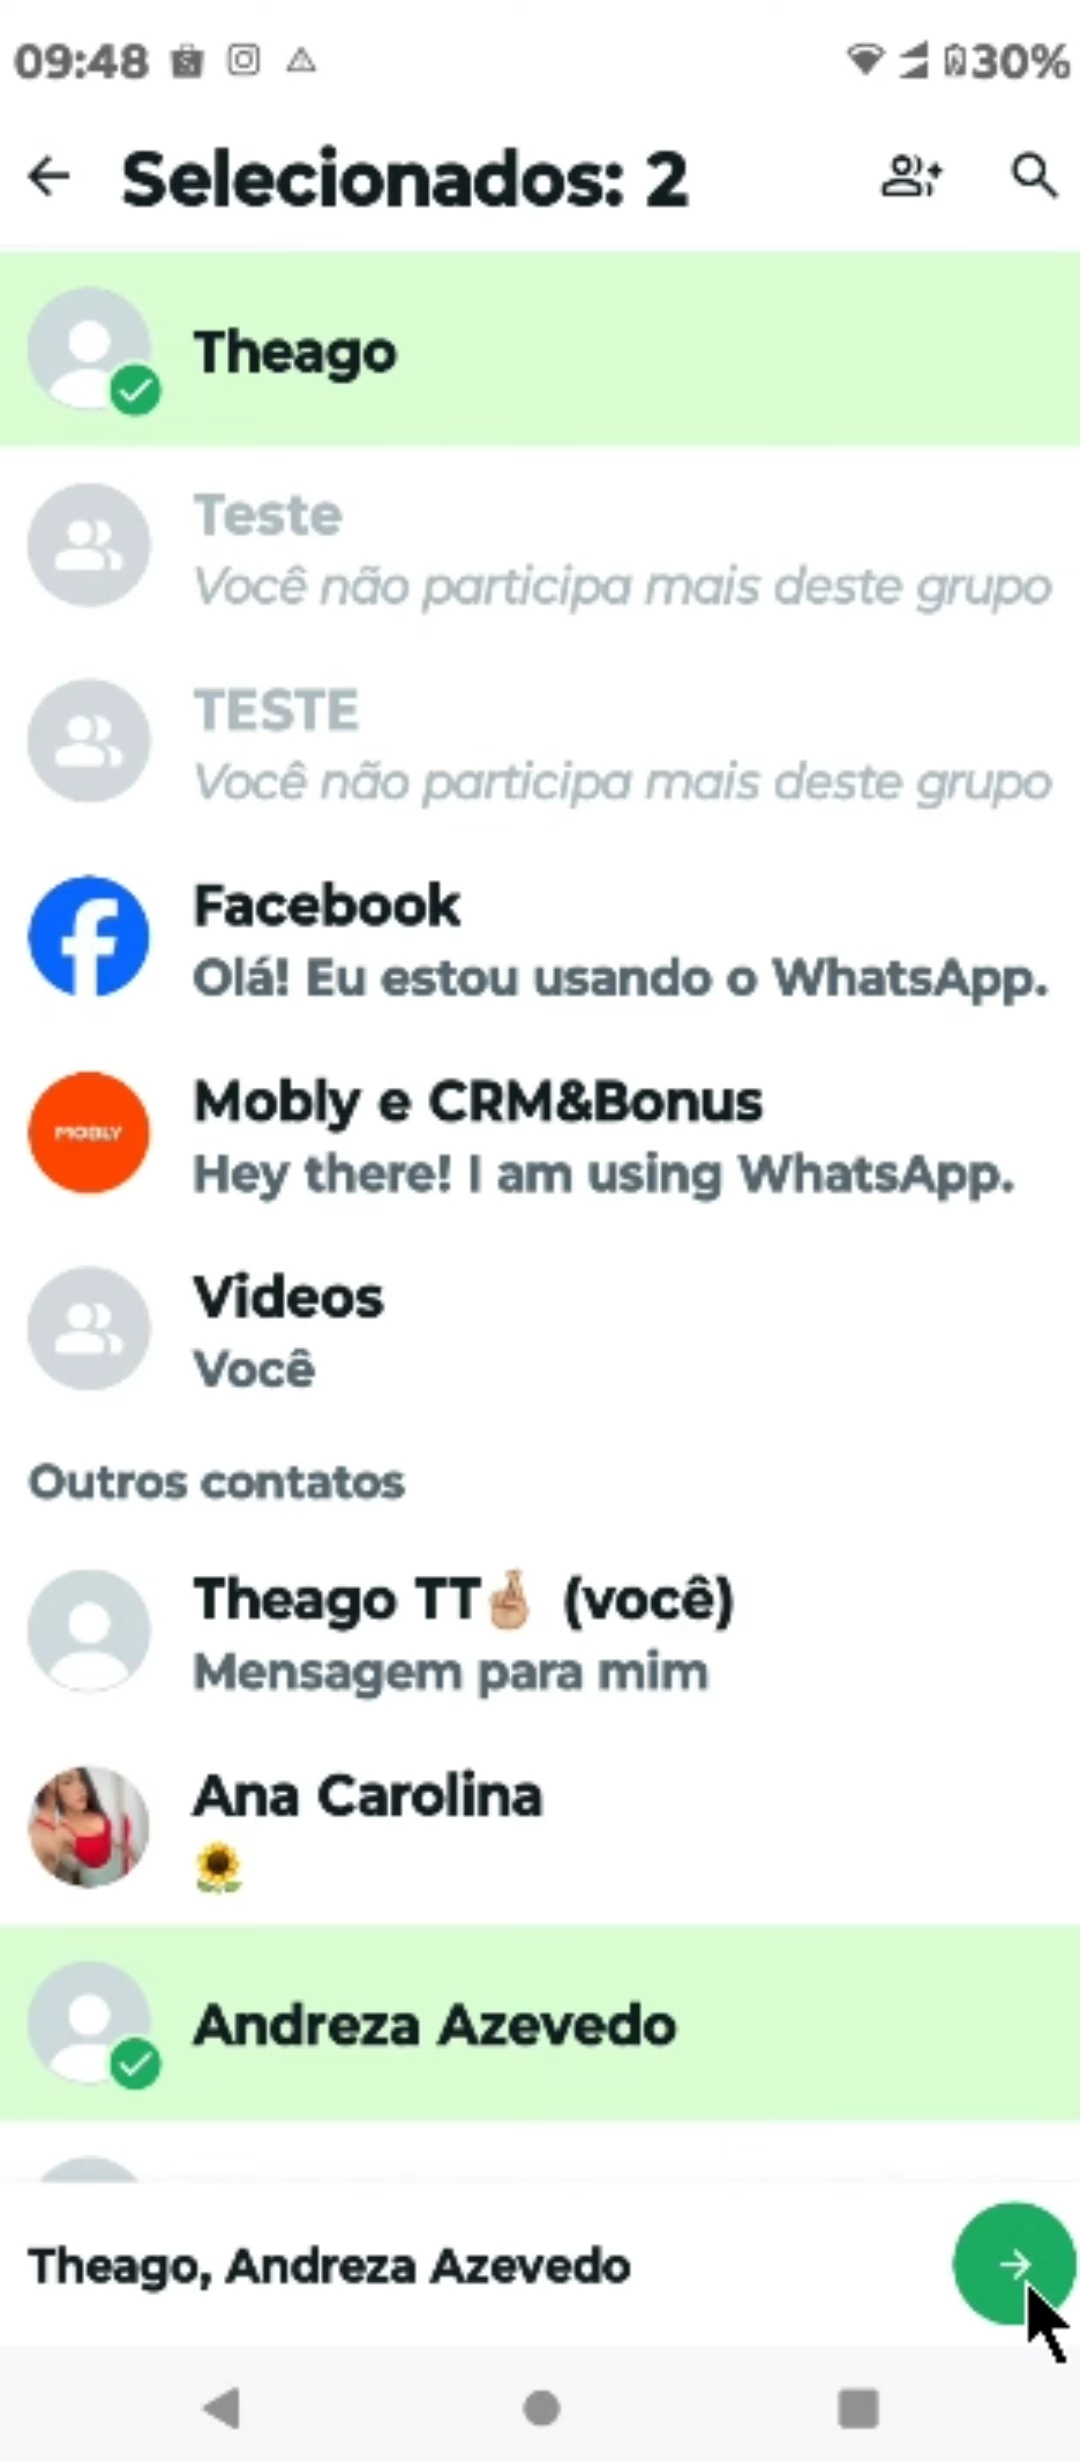 09:48 30%
Selecionados: 2
Theago
Teste
Você não participa mais deste grupo
TESTE
Você não participa mais deste grupo
Facebook
Olá! Eu estou usando o WhatsApp.
MOBLY
Mobly e CRM&Bonus
Hey there! I am using WhatsApp.
Videos
Você
Outros contatos
Theago TT🤞🏼 (você)
Mensagem para mim
Ana Carolina
🌻
Andreza Azevedo
Theago, Andreza Azevedo